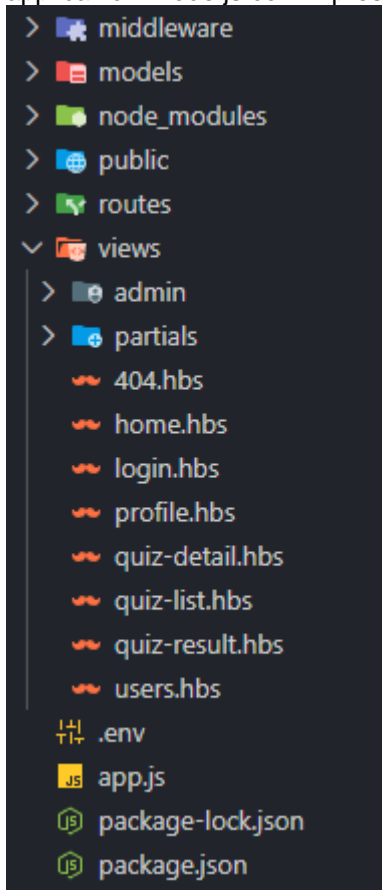 middleware
models
node_modules
public
routes
views
admin
partials
404.hbs
home.hbs
login.hbs
profile.hbs
quiz-detail.hbs
quiz-list.hbs
quiz-result.hbs
users.hbs
.env
JS app.js
package-lock.json
package.json